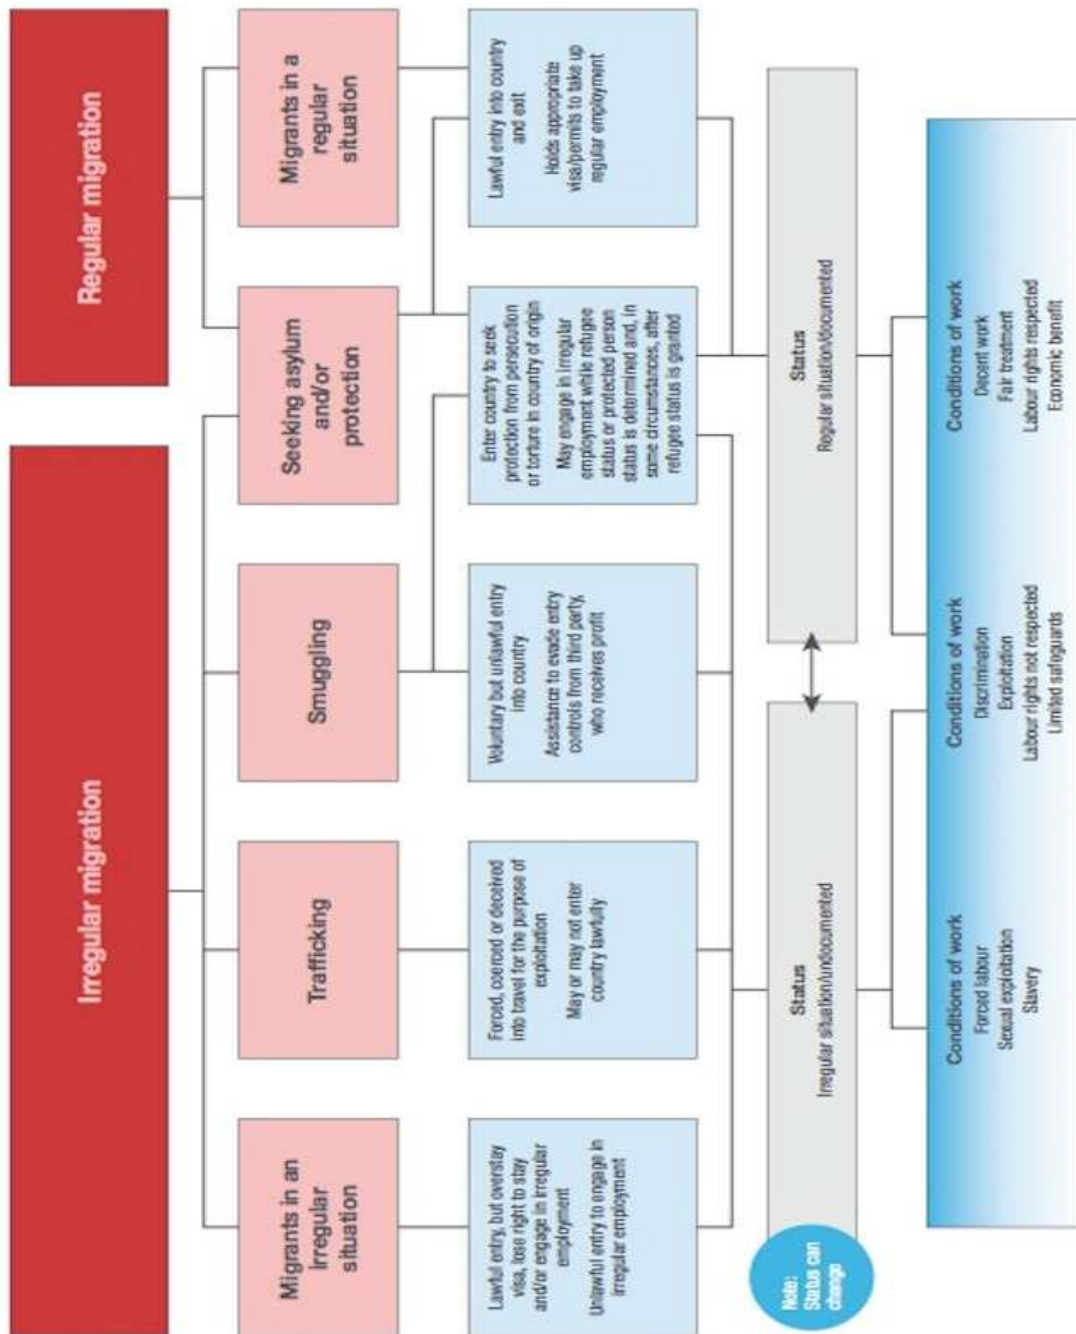 Irregular migration
Regular migration
Migrants in an
irregular
situation
Trafficking
Smuggling
Seeking asylum
and/or
protection
Migrants in a
regular
situation
Lawful entry, but overstay
visa, lose right to stay
and/or engage in irregular
employment
Unlawful entry to engage in
irregular employment
Forced, coerced or deceived
into travel for the purpose of
exploitation
May or may not enter
country lawfully
Voluntary but unlawful entry
into country
Assistance to evade entry
controls from third party,
who receives profit
Enter country to seek
protection from persecution
or torture in country of origin
May engage in irregular
employment while refugee
status or protected person
status is determined and, in
some circumstances, after
refugee status is granted
Lawful entry into country
and exit
Holds appropriate
visa/permits to take up
regular employment
Note:
Status can
change
Status
Irregular situation/undocumented
Status
Regular situation/documented
Conditions of work
Forced labour
Sexual exploitation
Slavery
Conditions of work
Discrimination
Exploitation
Labour rights not respected
Limited safeguards
Conditions of work
Decent work
Fair treatment
Labour rights respected
Economic benefit